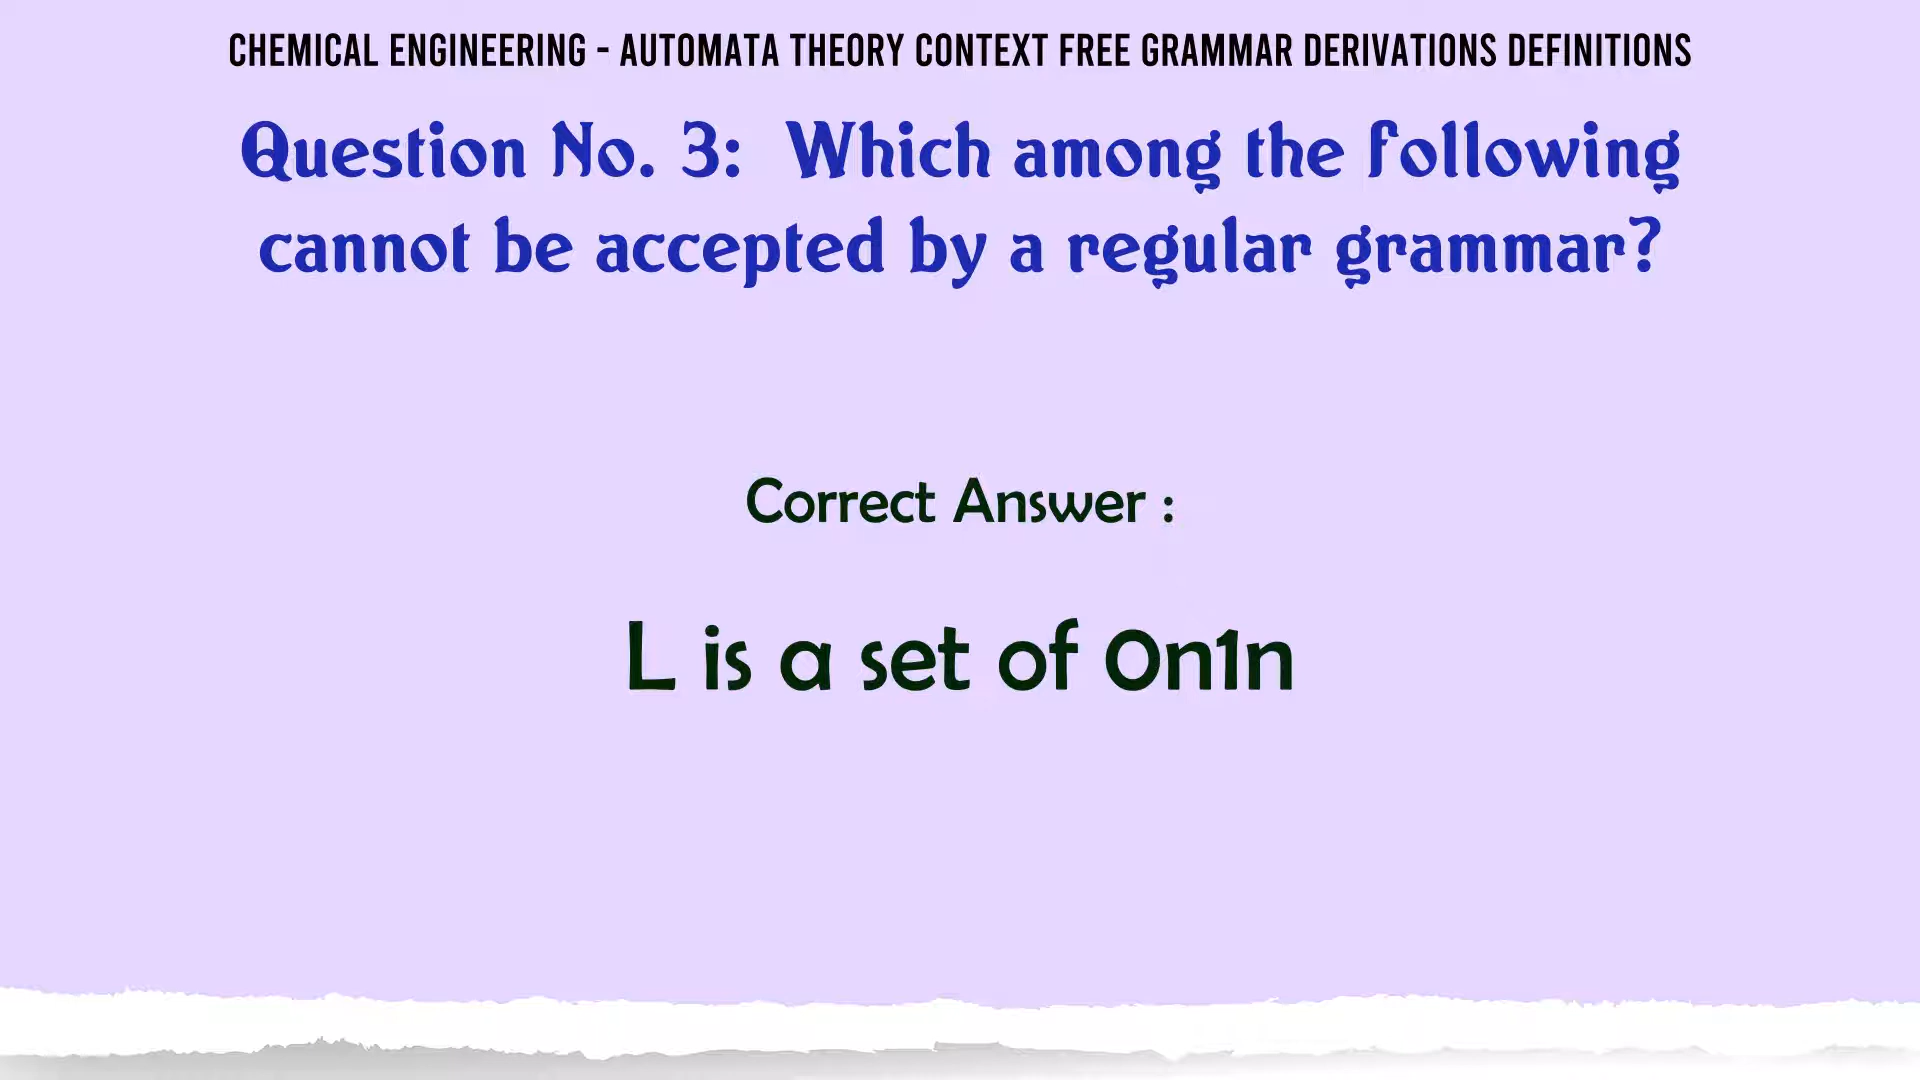 CHEMICAL ENGINEERING - AUTOMATA THEORY CONTEXT FREE GRAMMAR DERIVATIONS DEFINITIONS
Question No. 3: Which among the following
cannot be accepted by a regular grammar?
Correct Answer :
L is a set of 0n1n